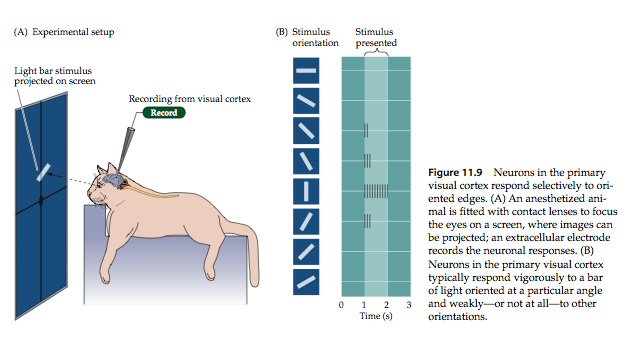 (A) Experimental setup
Light bar stimulus
projected on screen
Recording from visual cortex
Record
(B) Stimulus
orientation
Stimulus
presented
0 1 2 3
Time (s)
Figure 11.9 Neurons in the primary
visual cortex respond selectively to ori-
ented edges. (A) An anesthetized ani-
mal is fitted with contact lenses to focus
the eyes on a screen, where images can
be projected; an extracellular electrode
records the neuronal responses. (B)
Neurons in the primary visual cortex
typically respond vigorously to a bar
of light oriented at a particular angle
and weakly—or not at all—to other
orientations.